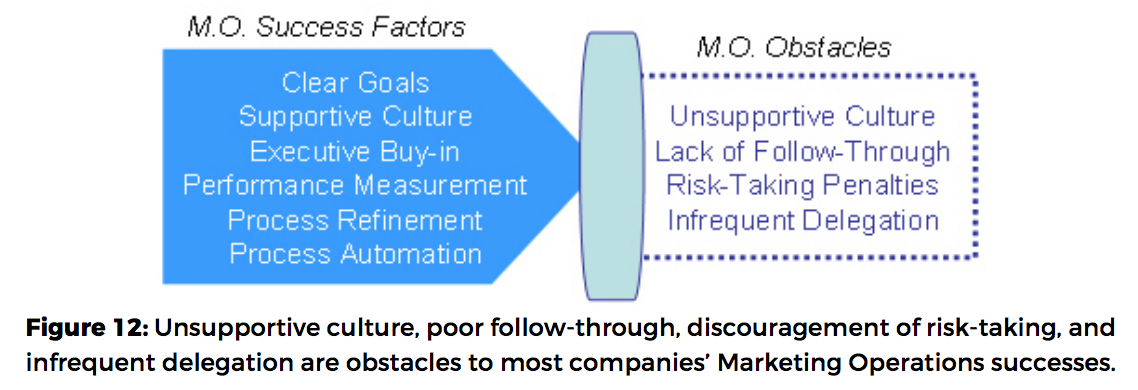 M.O. Success Factors
Clear Goals
Supportive Culture
Executive Buy-in
Performance Measurement
Process Refinement
Process Automation
M.O. Obstacles
Unsupportive Culture
Lack of Follow-Through
Risk-Taking Penalties
Infrequent Delegation
Figure 12: Unsupportive culture, poor follow-through, discouragement of risk-taking, and
infrequent delegation are obstacles to most companies’ Marketing Operations successes.